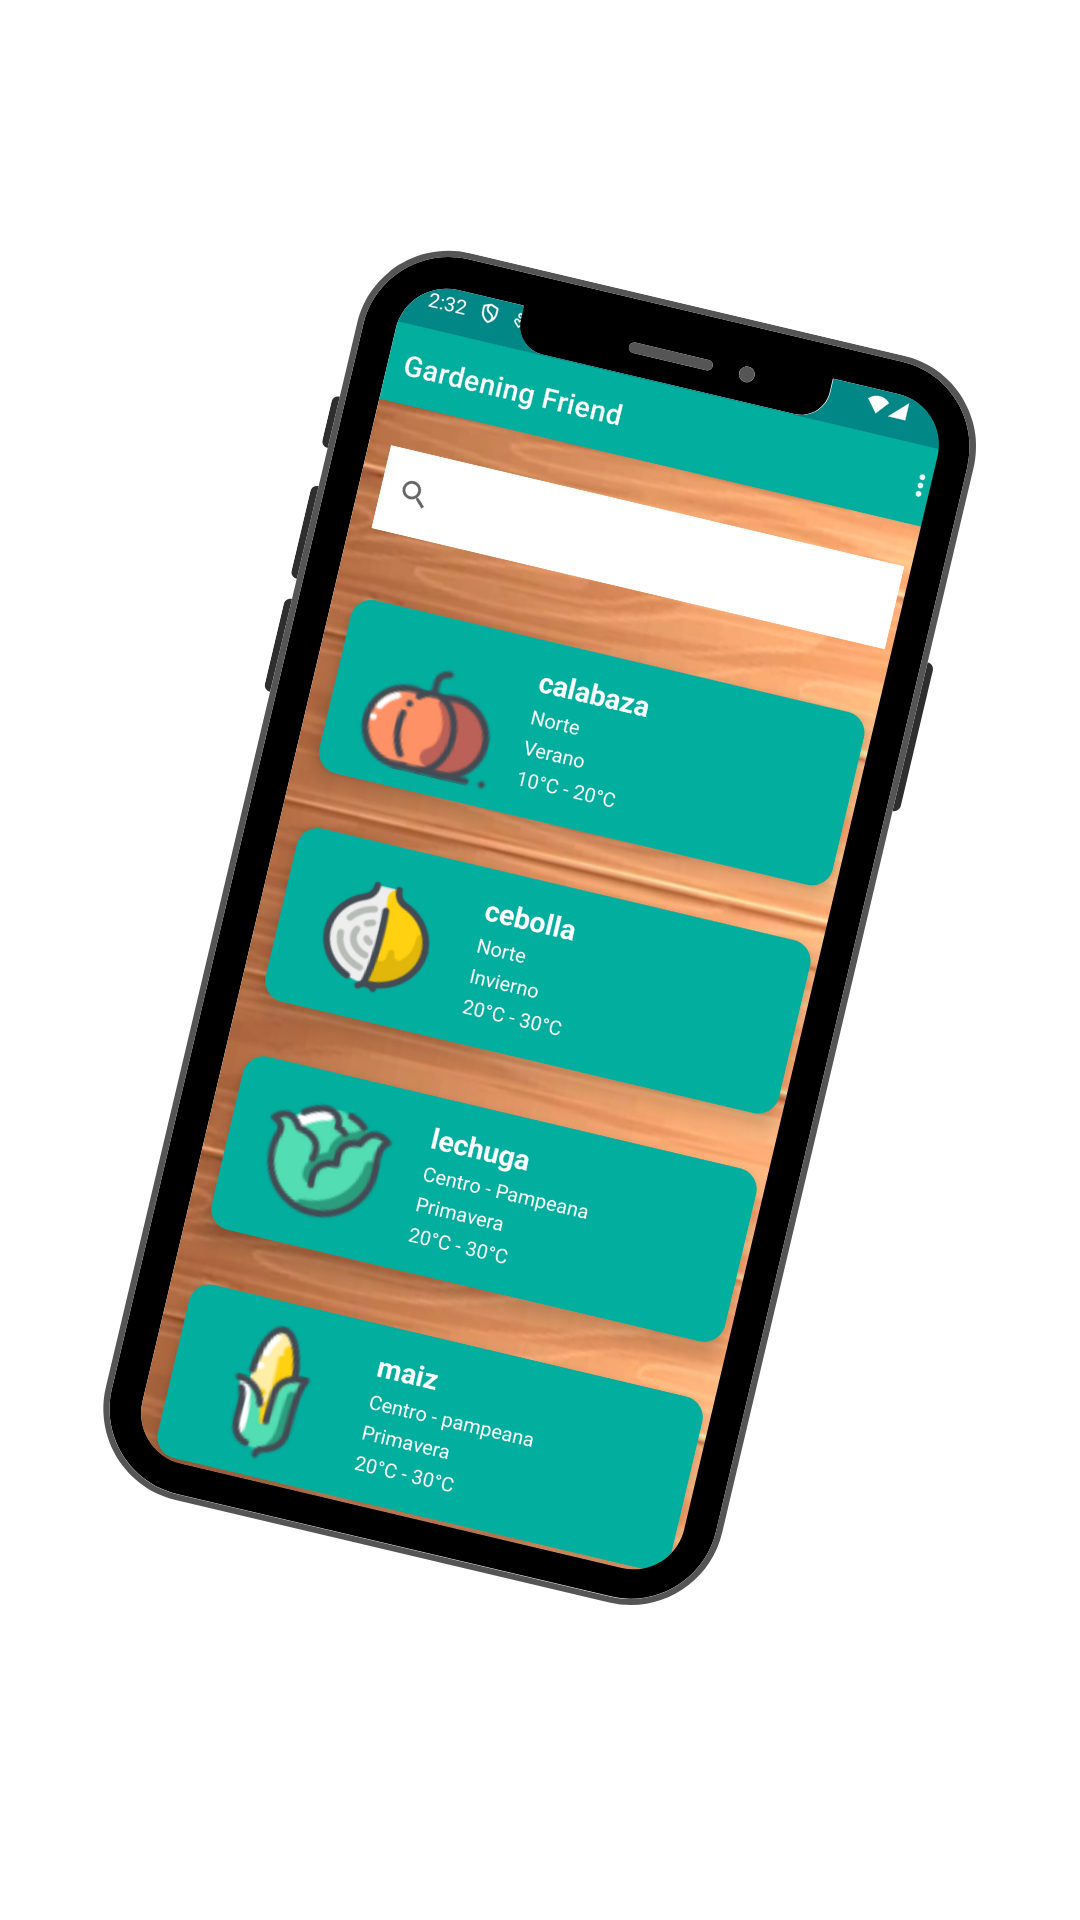 2:32
Gardening Friend
calabaza
Norte
Verano
10°C - 20°C
cebolla
Norte
Invierno
20°C - 30°C
lechuga
Centro - Pampeana
Primavera
20°C - 30°C
maiz
Centro - pampeana
Primavera
20°C - 30°C